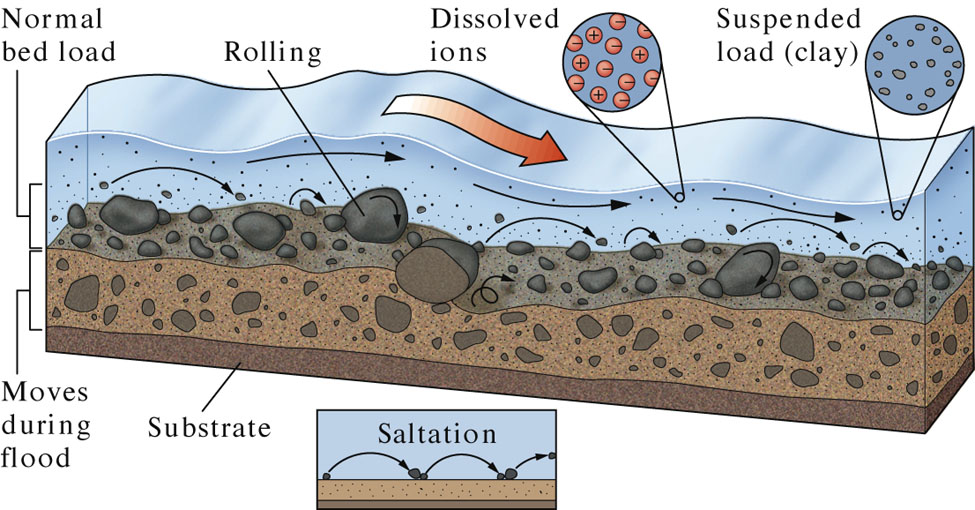 Normal
bed load
Rolling
Dissolved
ions
Suspended
load (clay)
Moves
during
flood
Substrate
Saltation